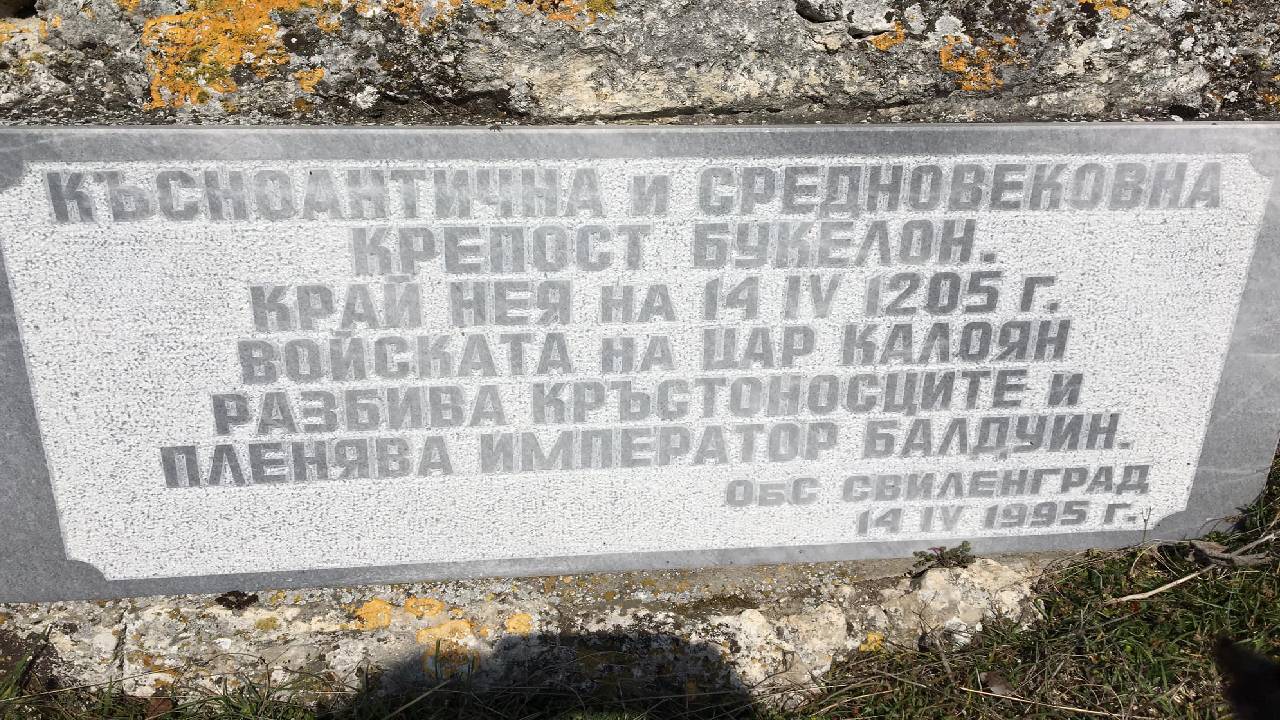 КЪСНОАНТИЧНА И СРЕДНОВЕКОВНА
КРЕПОСТ БУКЕЛОН.
КРАЙ НЕЯ НА 14 IV 1205 г.
ВОЙСКАТА НА ЦАР КАЛОЯН
РАЗБИВА КРЪСТОНОСЦИТЕ И
ПЛЕНЯВА ИМПЕРАТОР БАЛДУИН.
ОбС СВИЛЕНГРАД
14 IV 1995 г.